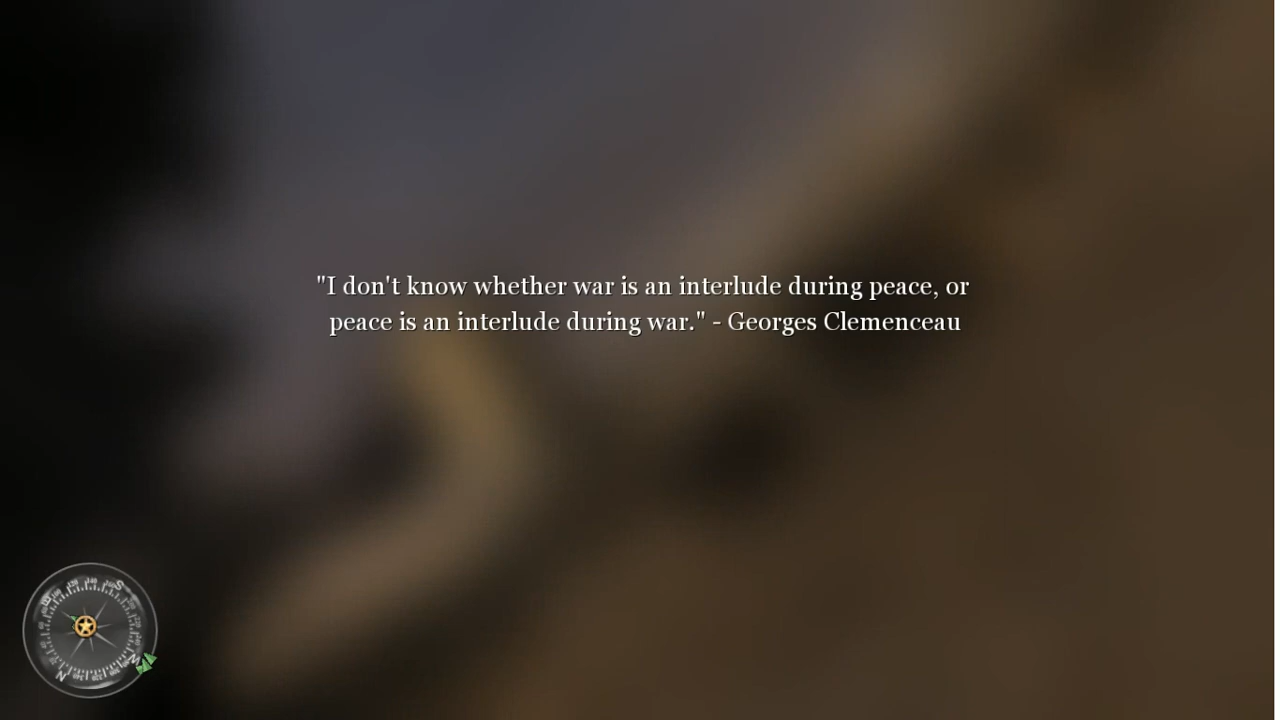 "I don't know whether war is an interlude during peace, or
peace is an interlude during war." - Georges Clemenceau
S
E
W
N